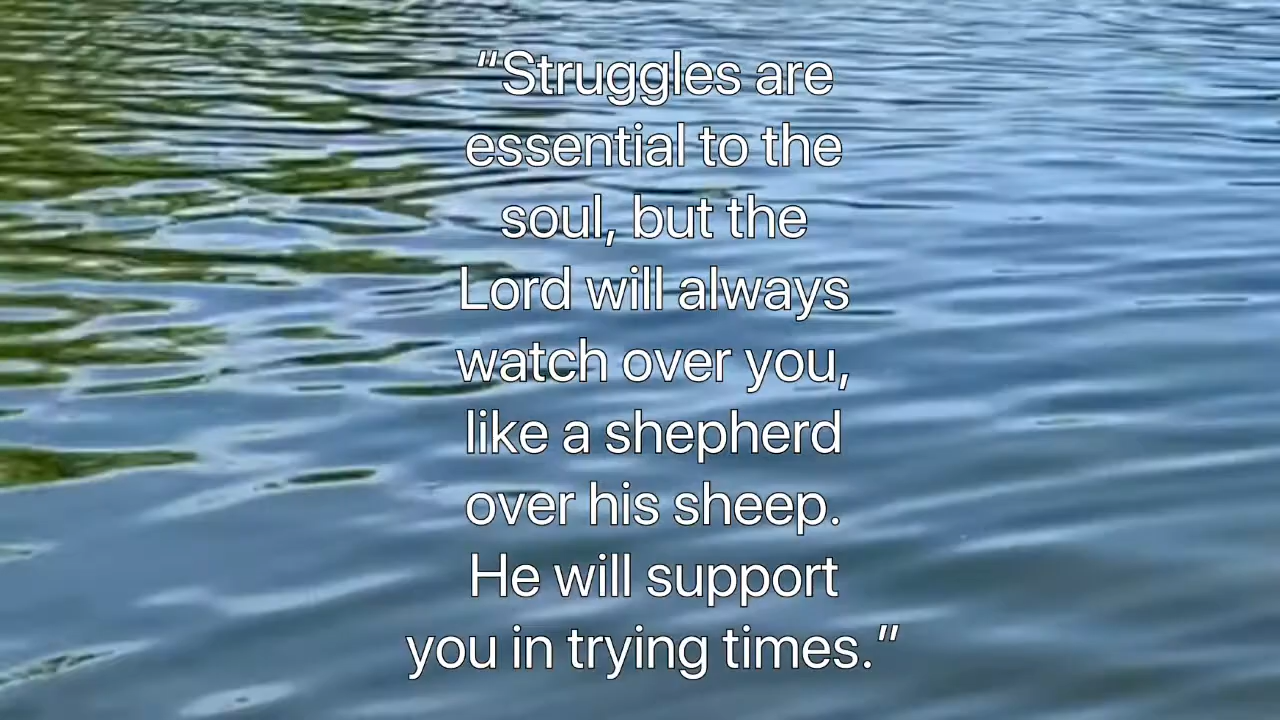 “Struggles are
essential to the
soul, but the
Lord will always
watch over you,
like a shepherd
over his sheep.
He will support
you in trying times.”